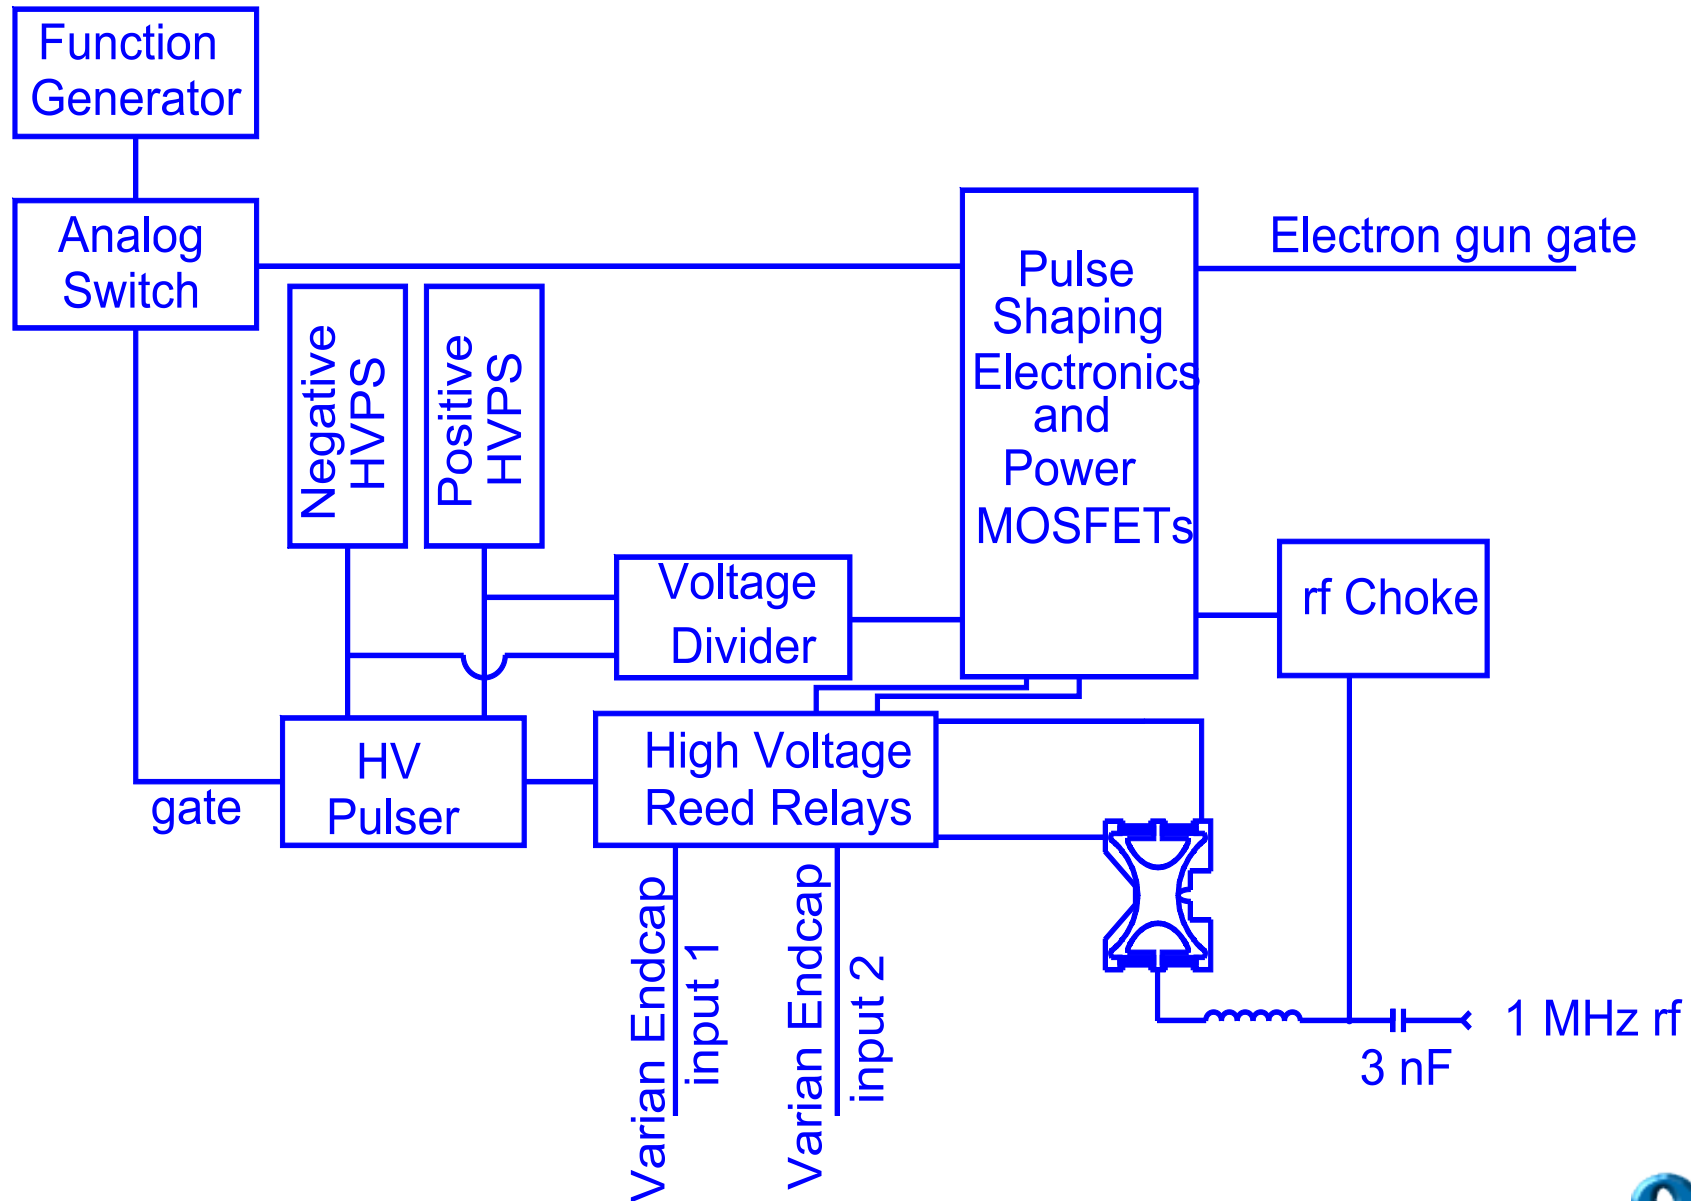 Function
Generator
Analog
Switch
Negative
HVPS
Positive
HVPS
Pulse
Shaping
Electronics
and
Power
MOSFETs
Electron gun gate
Voltage
Divider
rf Choke
gate
HV
Pulser
High Voltage
Reed Relays
Varian Endcap
input 1
Varian Endcap
input 2
1 MHz rf
3 nF